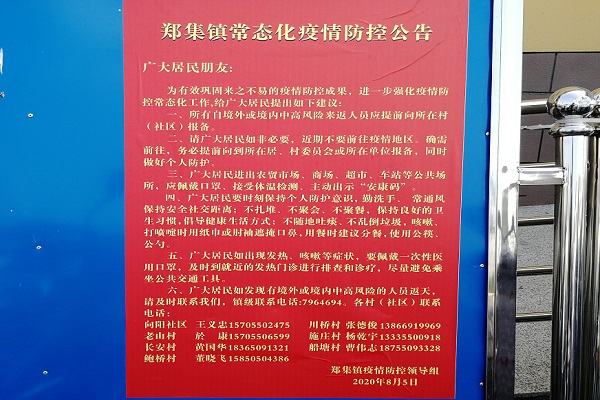 郑集镇常态化疫情防控公告
广大居民朋友：
为有效巩固来之不易的疫情防控成果，进一步强化疫情防
控常态化工作,给广大居民提出如下建议：
一、所有自境外或境内中高风险来返人员应提前向所在村
（社区）报备。
二、请广大居民如非必要，近期不要前往疫情地区。确需
前往，务必提前向到所在居、村委员会或所在单位报备，同时
做好个人防护。
三、广大居民进出农贸市场、商场、超市、车站等公共场
所，应佩戴口罩、接受体温检测、主动出示“安康码”。
四、广大居民要时刻保持个人防护意识，勤洗手、常通风
保持安全社交距离；不扎堆、不聚会、不聚餐，保持良好的卫
生习惯,倡导健康生活方式；不随地吐痰、不乱倒垃圾，咳嗽、
打喷嚏时用纸巾或肘袖遮掩口鼻,用餐时建议分餐,使用公筷、
公勺。
五、广大居民如出现发热、咳嗽等症状，要佩戴一次性医
用口罩，及时到就近的发热门诊进行排查和诊疗，尽量避免乘
坐公共交通工具。
六、广大居民如发现有境外或境内中高风险的人员返天，
请及时联系我们，镇级联系电话:7964694。各村（社区）联系
电话：
向阳社区 王义忠15705502475 川桥村 张德俊13866919969
老山村 於康15705506599 施庄村 杨乾宇13335500918
长安村 黄国华18365091321 船塘村 曹伟志18755093328
鲍桥村 董晓飞15850504386
郑集镇疫情防控领导组
2020年8月5日